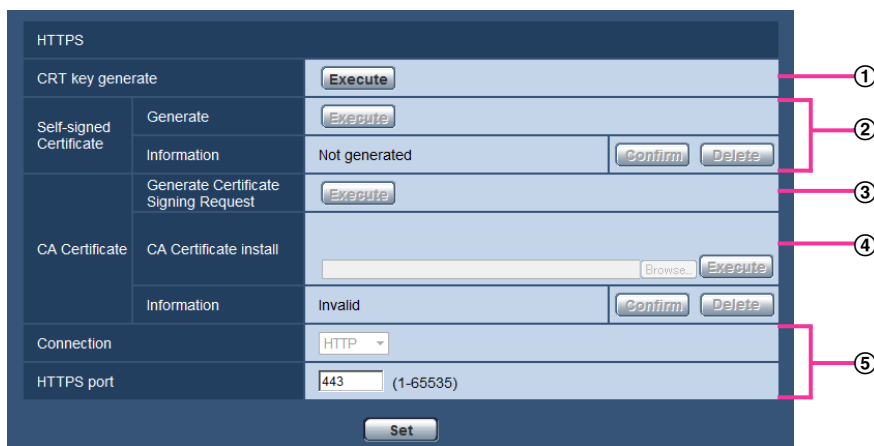 HTTPS
CRT key generate
Execute
①
Self-signed
Certificate
Generate
Execute
②
Information
Not generated
Confirm
Delete
CA Certificate
Generate Certificate
Signing Request
Execute
③
CA Certificate install
Browse...
Execute
④
Information
Invalid
Confirm
Delete
Connection
HTTP
⑤
HTTPS port
443
(1-65535)
Set